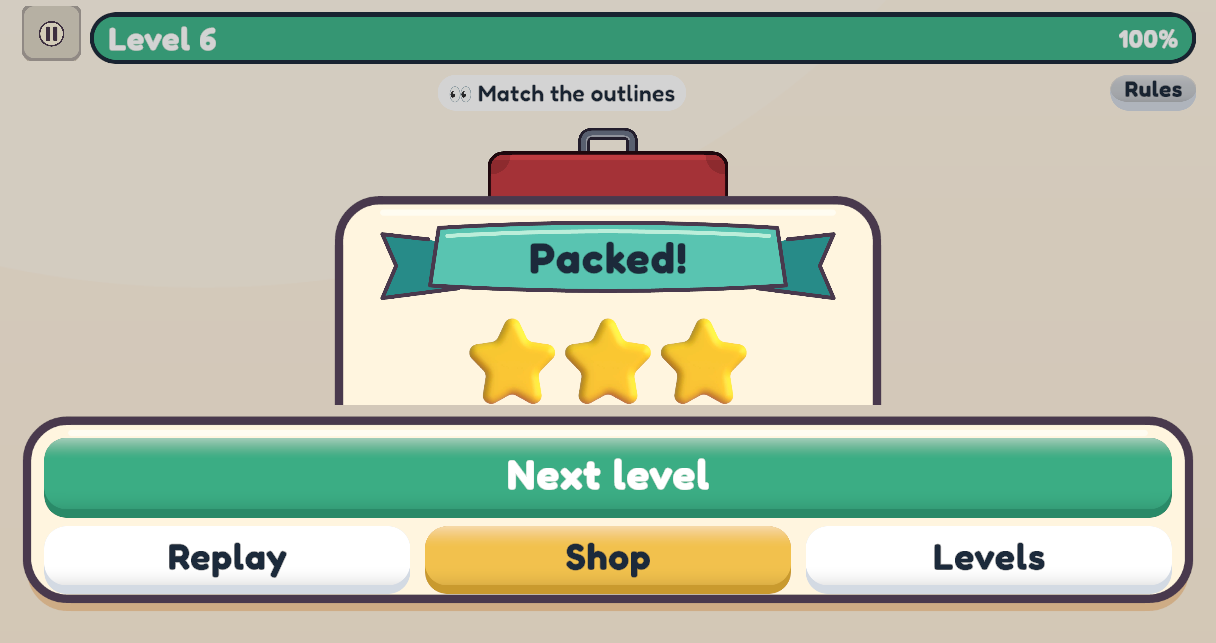 Level 6
100%
👀 Match the outlines
Rules
Packed!
Next level
Replay
Shop
Levels